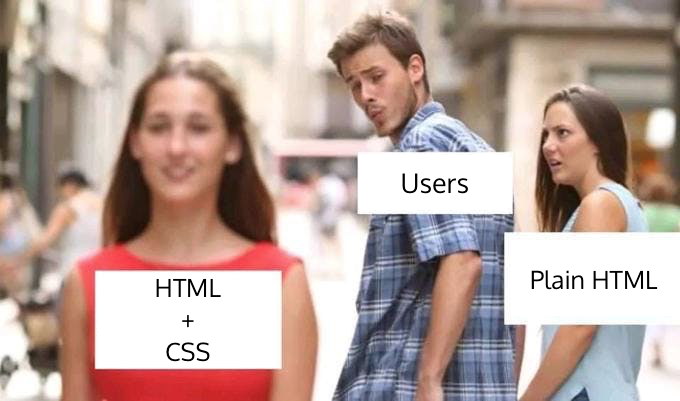 HTML
+
CSS
Users
Plain HTML